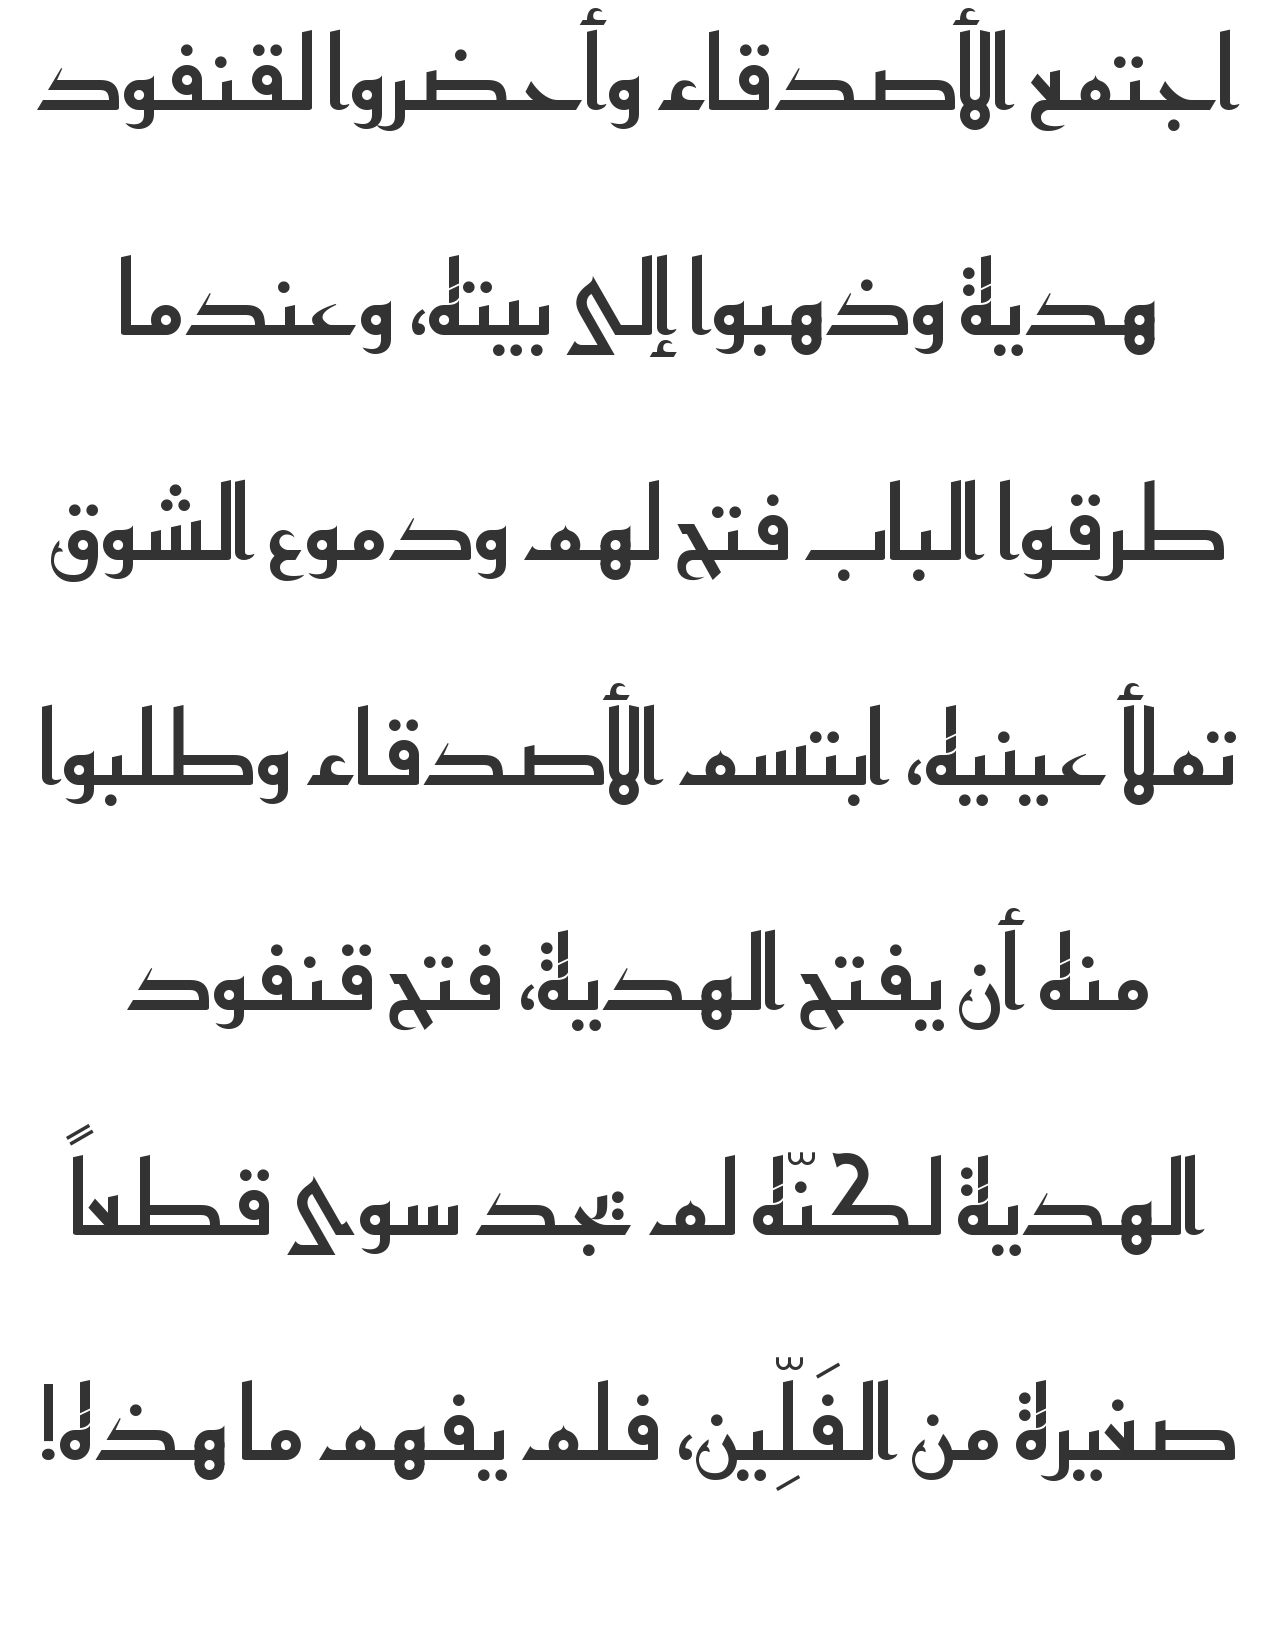 اجتمع الأصدقاء وأحضروا لقنفود
هدية وذهبوا إلى بيته، وعندما
طرقوا الباب فتح لهم ودموع الشوق
تملأ عينيه، ابتسم الأصدقاء وطلبوا
منه أن يفتح الهدية، فتح قنفود
الهدية لكنّه لم يجد سوى قطعاً
صغيرة من الفَلِّين، فلم يفهم ما هذه!